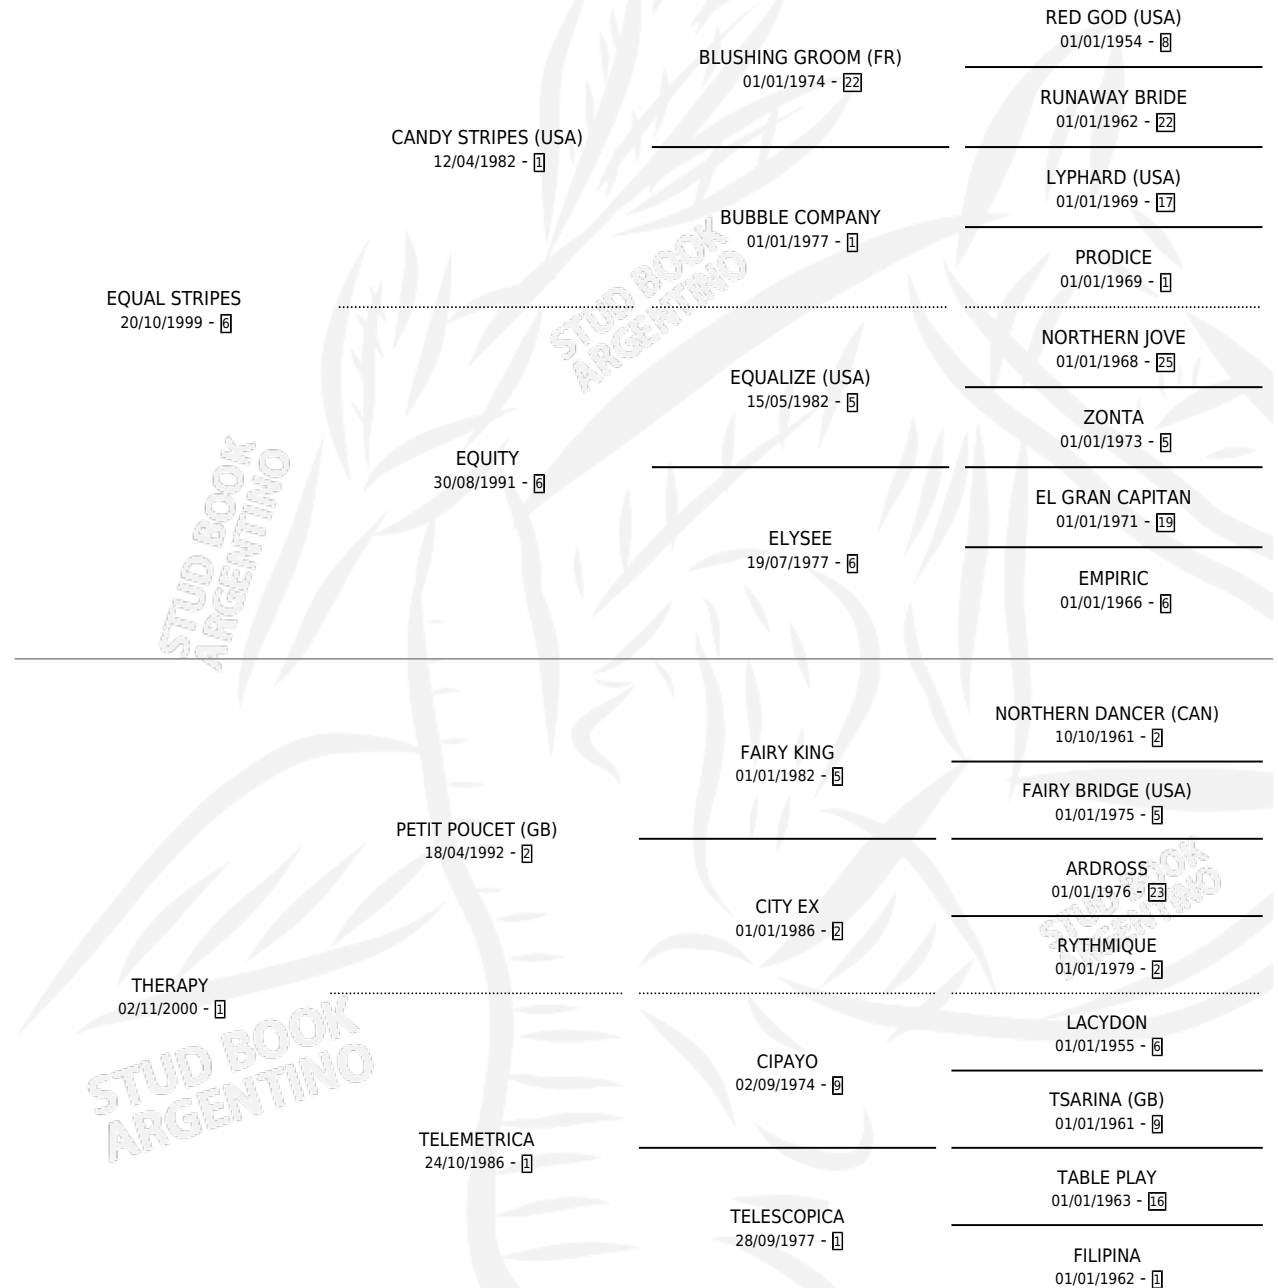 RED GOD (USA)
01/01/1954 - 8
BLUSHING GROOM (FR)
01/01/1974 - 22
RUNAWAY BRIDE
01/01/1962 - 22
CANDY STRIPES (USA)
12/04/1982 - 1
LYPHARD (USA)
01/01/1969 - 17
BUBBLE COMPANY
01/01/1977 - 1
PRODICE
01/01/1969 - 1
EQUAL STRIPES
20/10/1999 - 6
NORTHERN JOVE
01/01/1968 - 25
EQUALIZE (USA)
15/05/1982 - 5
ZONTA
01/01/1973 - 5
EQUITY
30/08/1991 - 6
EL GRAN CAPITAN
01/01/1971 - 19
ELYSEE
19/07/1977 - 6
EMPIRIC
01/01/1966 - 6
NORTHERN DANCER (CAN)
10/10/1961 - 2
FAIRY KING
01/01/1982 - 5
FAIRY BRIDGE (USA)
01/01/1975 - 5
PETIT POUCET (GB)
18/04/1992 - 2
ARDROSS
01/01/1976 - 23
CITY EX
01/01/1986 - 2
RYTHMIQUE
01/01/1979 - 2
THERAPY
02/11/2000 - 1
LACYDON
01/01/1955 - 6
CIPAYO
02/09/1974 - 9
TSARINA (GB)
01/01/1961 - 9
TELEMETRICA
24/10/1986 - 1
TABLE PLAY
01/01/1963 - 16
TELESCOPICA
28/09/1977 - 1
FILIPINA
01/01/1962 - 1
STUD BOOK
ARGENTINO
STUD BOOK
ARGENTINO
STUD BOOK
ARGENTINO
STUD BOOK
ARGENTINO